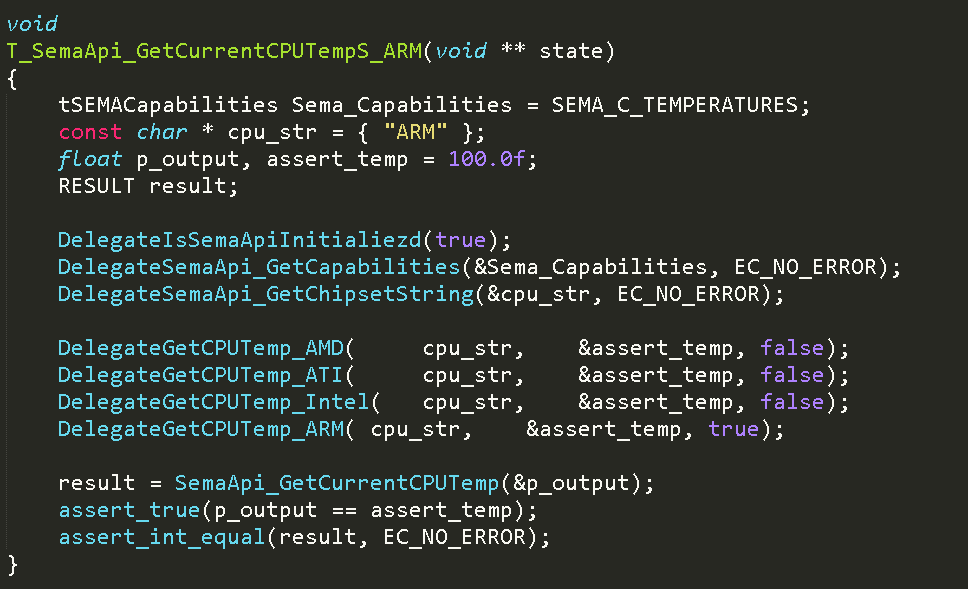 void
T_SemaApi_GetCurrentCPUTempS_ARM(void ** state)
{
    tSEMACapabilities Sema_Capabilities = SEMA_C_TEMPERATURES;
    const char * cpu_str = { "ARM" };
    float p_output, assert_temp = 100.0f;
    RESULT result;

    DelegateIsSemaApiInitialiezd(true);
    DelegateSemaApi_GetCapabilities(&Sema_Capabilities, EC_NO_ERROR);
    DelegateSemaApi_GetChipsetString(&cpu_str, EC_NO_ERROR);

    DelegateGetCPUTemp_AMD(     cpu_str,    &assert_temp, false);
    DelegateGetCPUTemp_ATI(     cpu_str,    &assert_temp, false);
    DelegateGetCPUTemp_Intel(   cpu_str,    &assert_temp, false);
    DelegateGetCPUTemp_ARM( cpu_str,    &assert_temp, true);

    result = SemaApi_GetCurrentCPUTemp(&p_output);
    assert_true(p_output == assert_temp);
    assert_int_equal(result, EC_NO_ERROR);
}